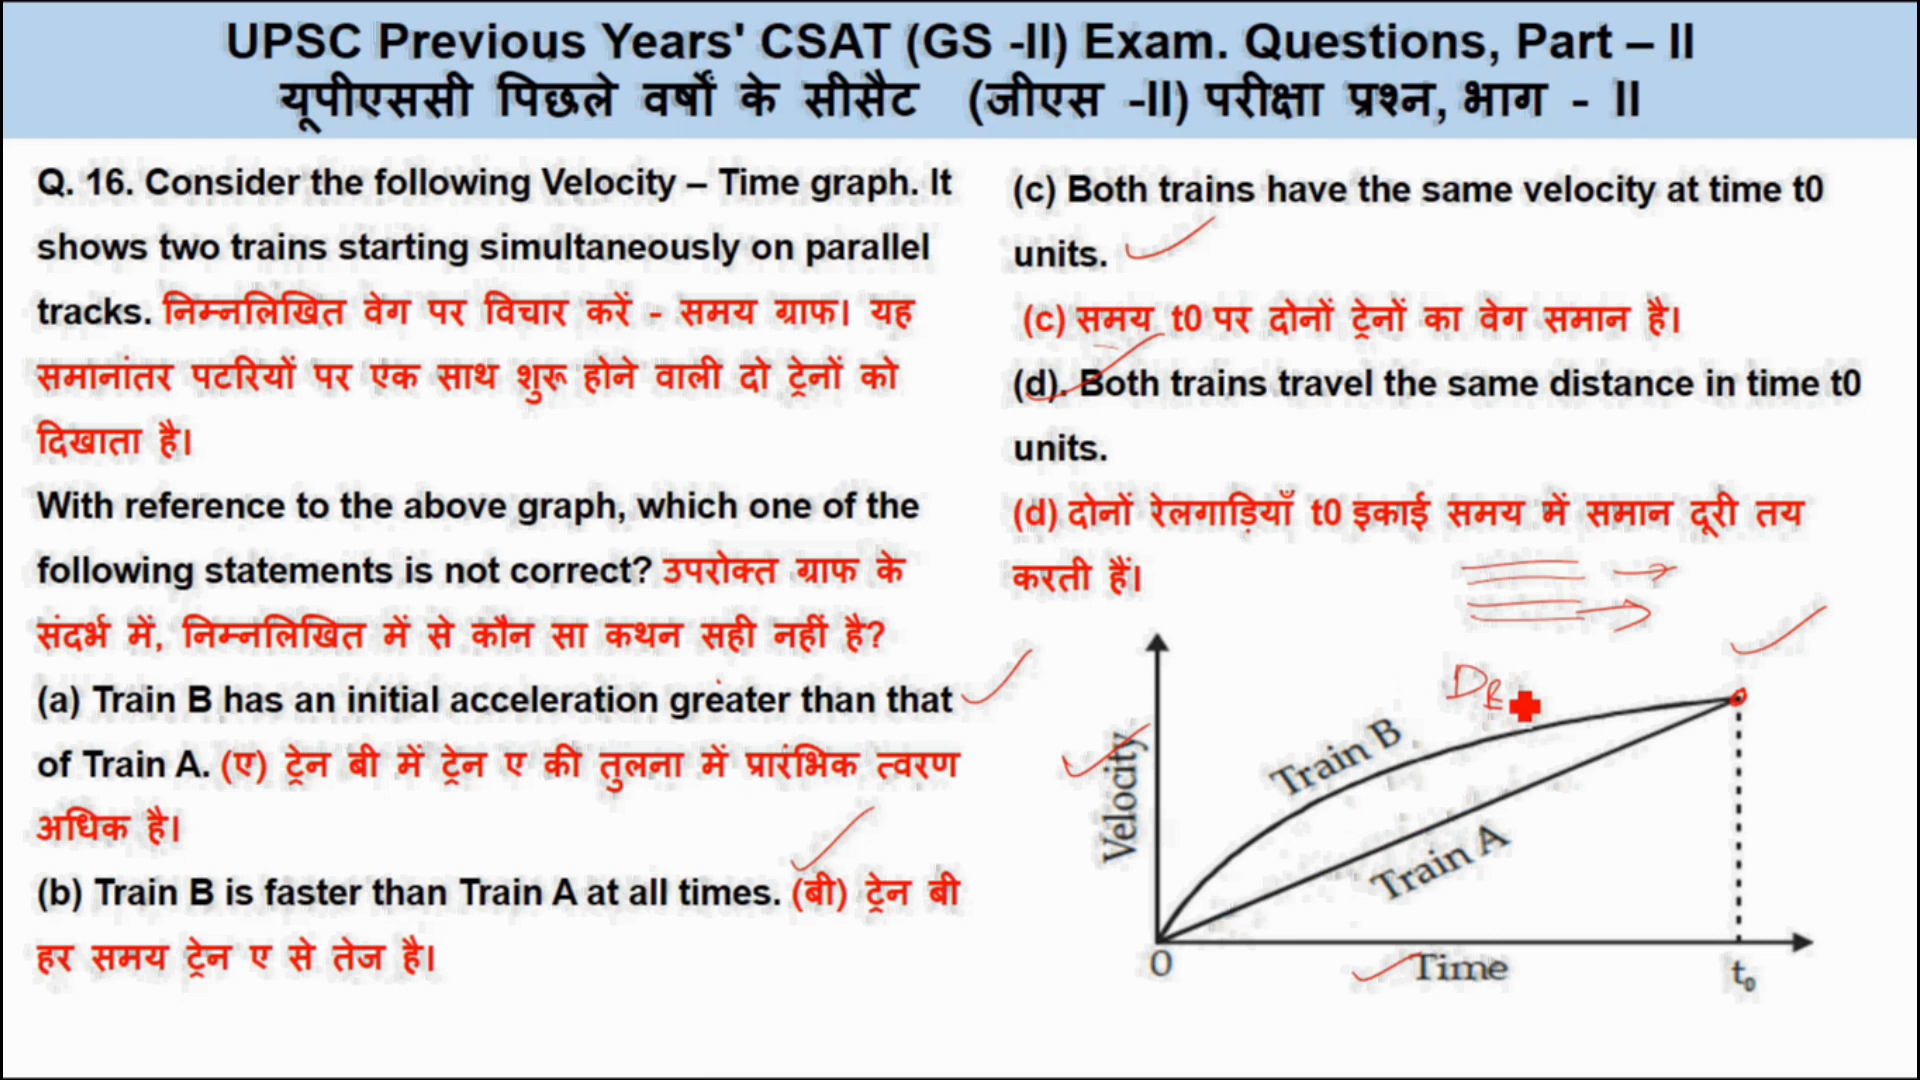 UPSC Previous Years' CSAT (GS -II) Exam. Questions, Part – II
यूपीएससी पिछले वर्षों के सीसैट (जीएस -II) परीक्षा प्रश्न, भाग - II
Q. 16. Consider the following Velocity – Time graph. It
shows two trains starting simultaneously on parallel
tracks. निम्नलिखित वेग पर विचार करें - समय ग्राफ। यह
समानांतर पटरियों पर एक साथ शुरू होने वाली दो ट्रेनों को
दिखाता है।
With reference to the above graph, which one of the
following statements is not correct? उपरोक्त ग्राफ के
संदर्भ में, निम्नलिखित में से कौन सा कथन सही नहीं है?
(a) Train B has an initial acceleration greater than that
of Train A. (ए) ट्रेन बी में ट्रेन ए की तुलना में प्रारंभिक त्वरण
अधिक है।
(b) Train B is faster than Train A at all times. (बी) ट्रेन बी
हर समय ट्रेन ए से तेज है।
(c) Both trains have the same velocity at time t0
units.
(c) समय t0 पर दोनों ट्रेनों का वेग समान है।
(d). Both trains travel the same distance in time t0
units.
(d) दोनों रेलगाड़ियाँ t0 इकाई समय में समान दूरी तय
करती हैं।
Velocity
Train B
Train A
0
Time
t₀